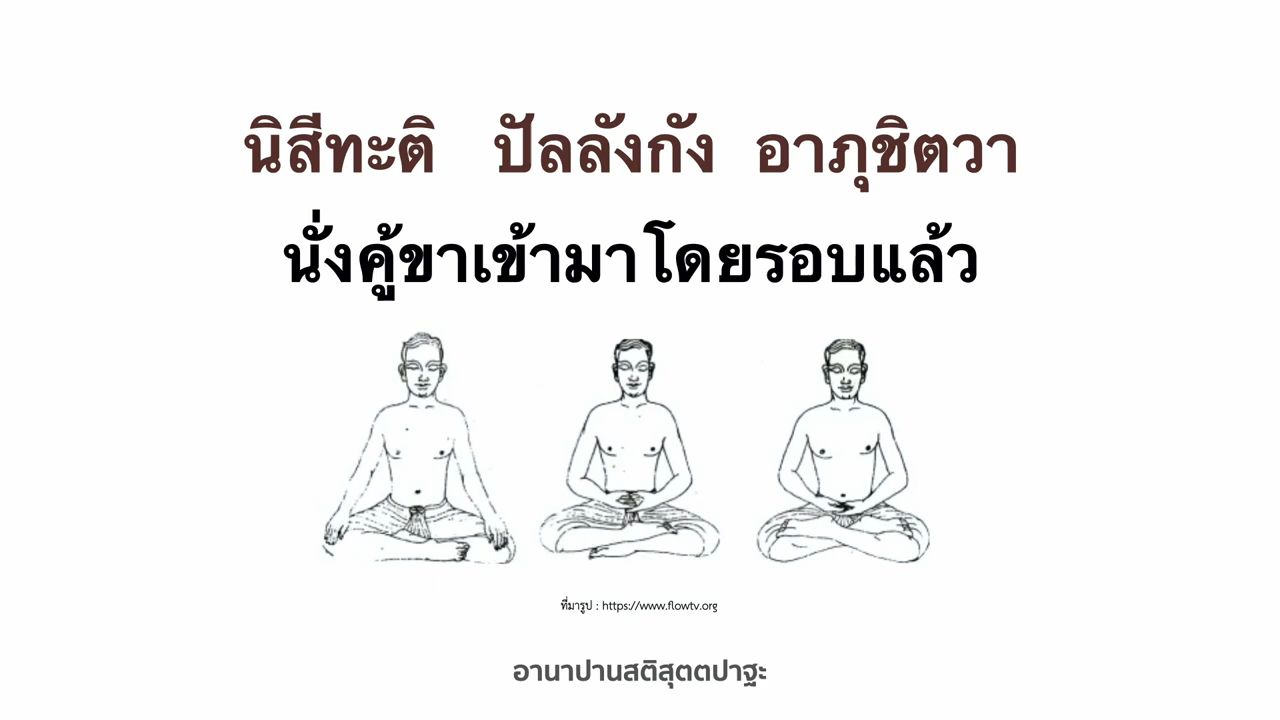 นิสีทะติ ปัลลังกัง อาภุชิตวา
นั่งคู้ขาเข้ามาโดยรอบแล้ว
ที่มารูป : https://www.flowtv.org
อานาปานสติสุตตปาฐะ